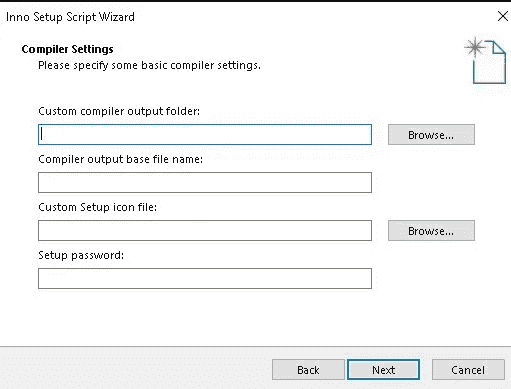 Inno Setup Script Wizard
Compiler Settings
Please specify some basic compiler settings.
Custom compiler output folder:
Browse...
Compiler output base file name:
Custom Setup icon file:
Browse...
Setup password:
Back
Next
Cancel